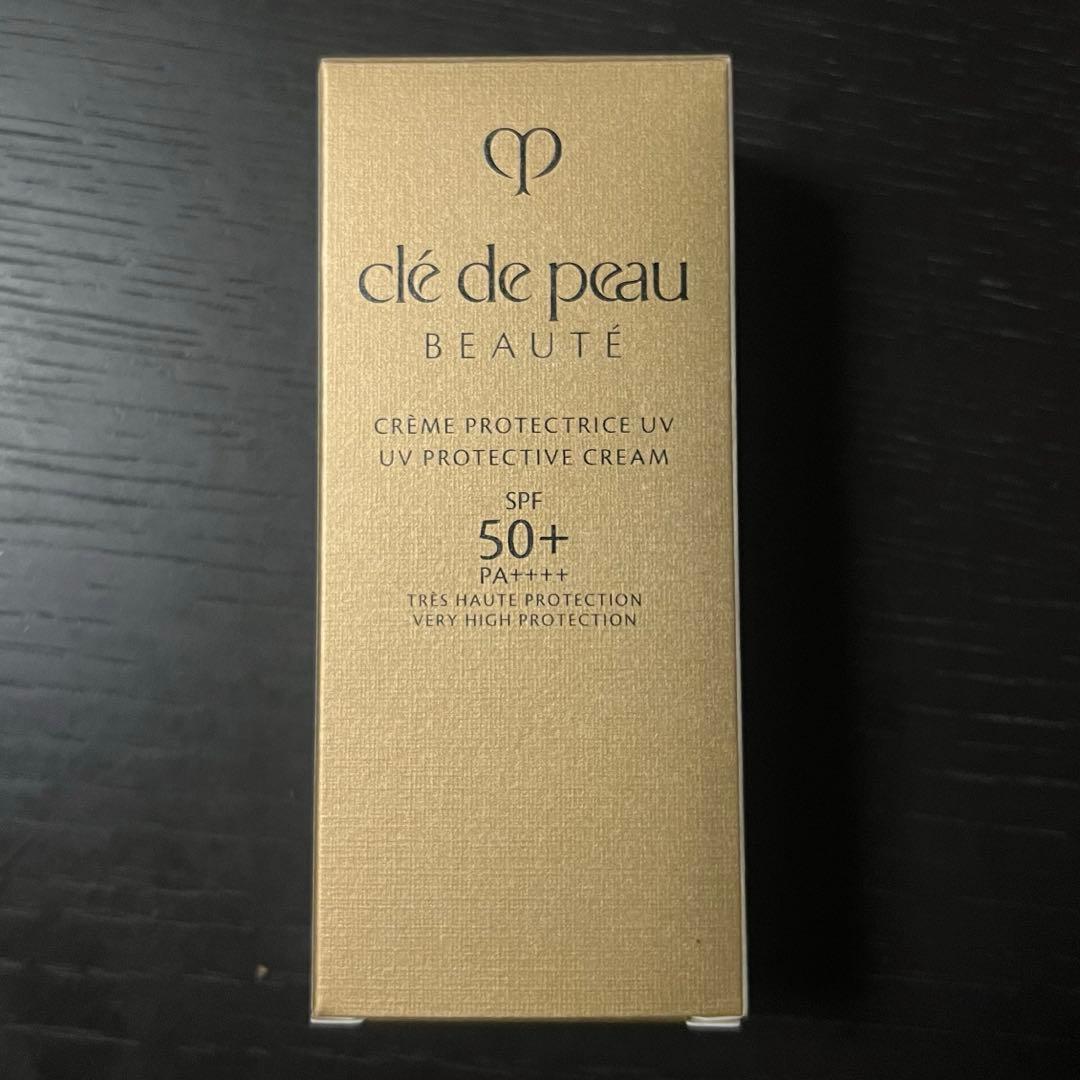 clé de peau
BEAUTÉ
CRÈME PROTECTRICE UV
UV PROTECTIVE CREAM
SPF
50+
PA++++
TRÈS HAUTE PROTECTION
VERY HIGH PROTECTION